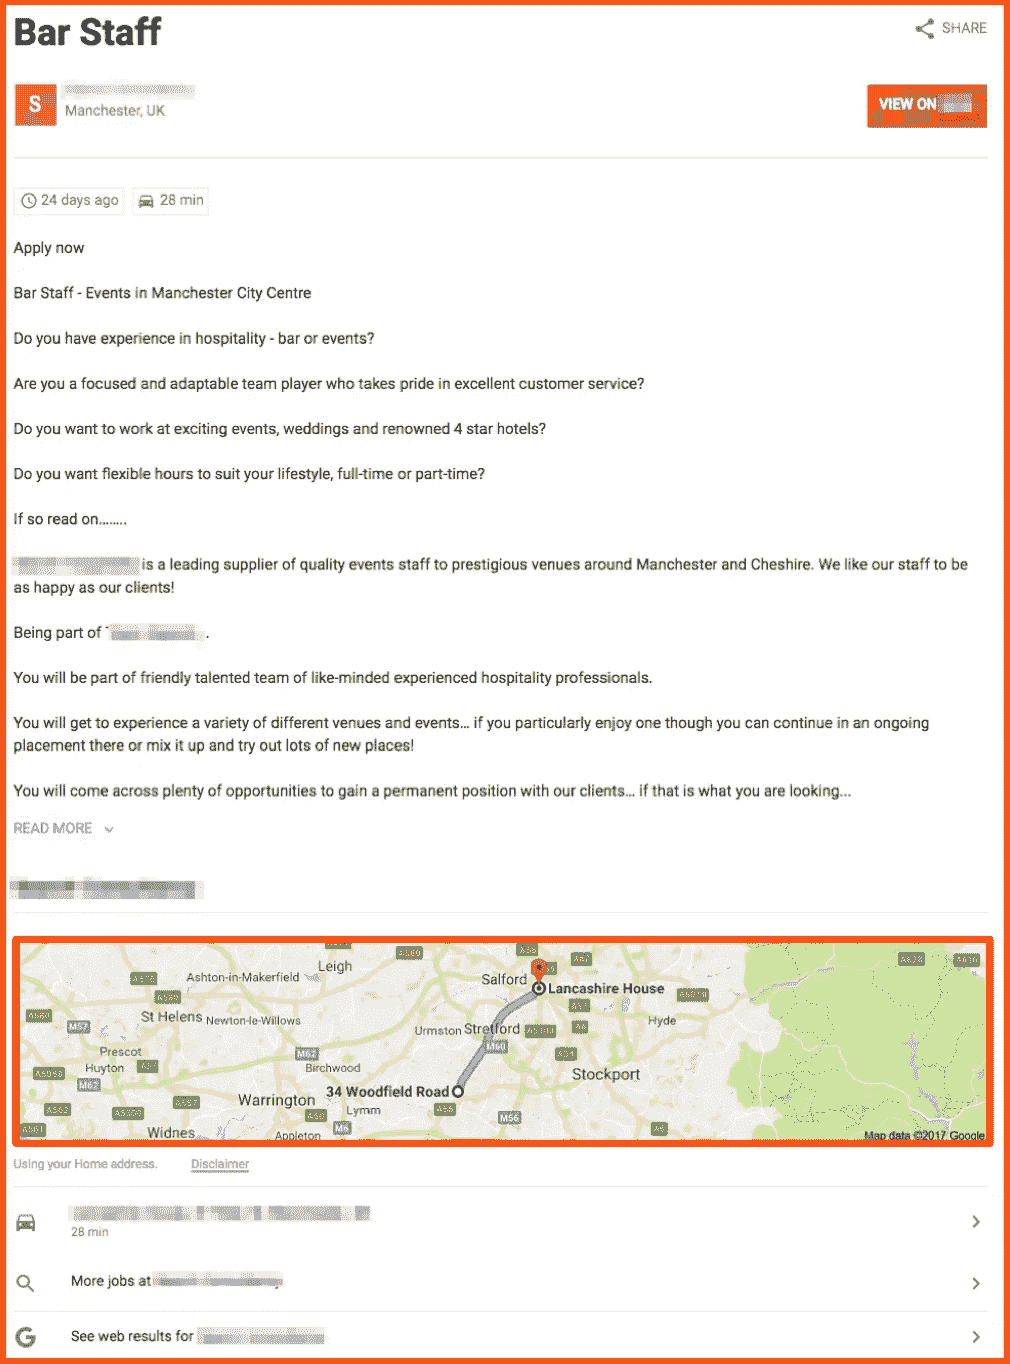 Bar Staff
SHARE
S
Manchester, UK
VIEW ON
24 days ago
28 min
Apply now
Bar Staff - Events in Manchester City Centre
Do you have experience in hospitality - bar or events?
Are you a focused and adaptable team player who takes pride in excellent customer service?
Do you want to work at exciting events, weddings and renowned 4 star hotels?
Do you want flexible hours to suit your lifestyle, full-time or part-time?
If so read on........
is a leading supplier of quality events staff to prestigious venues around Manchester and Cheshire. We like our staff to be
as happy as our clients!
Being part of .
You will be part of friendly talented team of like-minded experienced hospitality professionals.
You will get to experience a variety of different venues and events... if you particularly enjoy one though you can continue in an ongoing
placement there or mix it up and try out lots of new places!
You will come across plenty of opportunities to gain a permanent position with our clients... if that is what you are looking...
READ MORE
Leigh
Ashton-in-Makerfield
Salford
Lancashire House
St Helens
Newton-le-Willows
Urmston
Stretford
Hyde
M57
M60
Prescot
M62
Huyton
Birchwood
Stockport
M62
34 Woodfield Road
Warrington
Lymm
M56
M6
Widnes
Appleton
Map data ©2017 Google
Using your Home address.
Disclaimer
28 min
More jobs at
G
See web results for